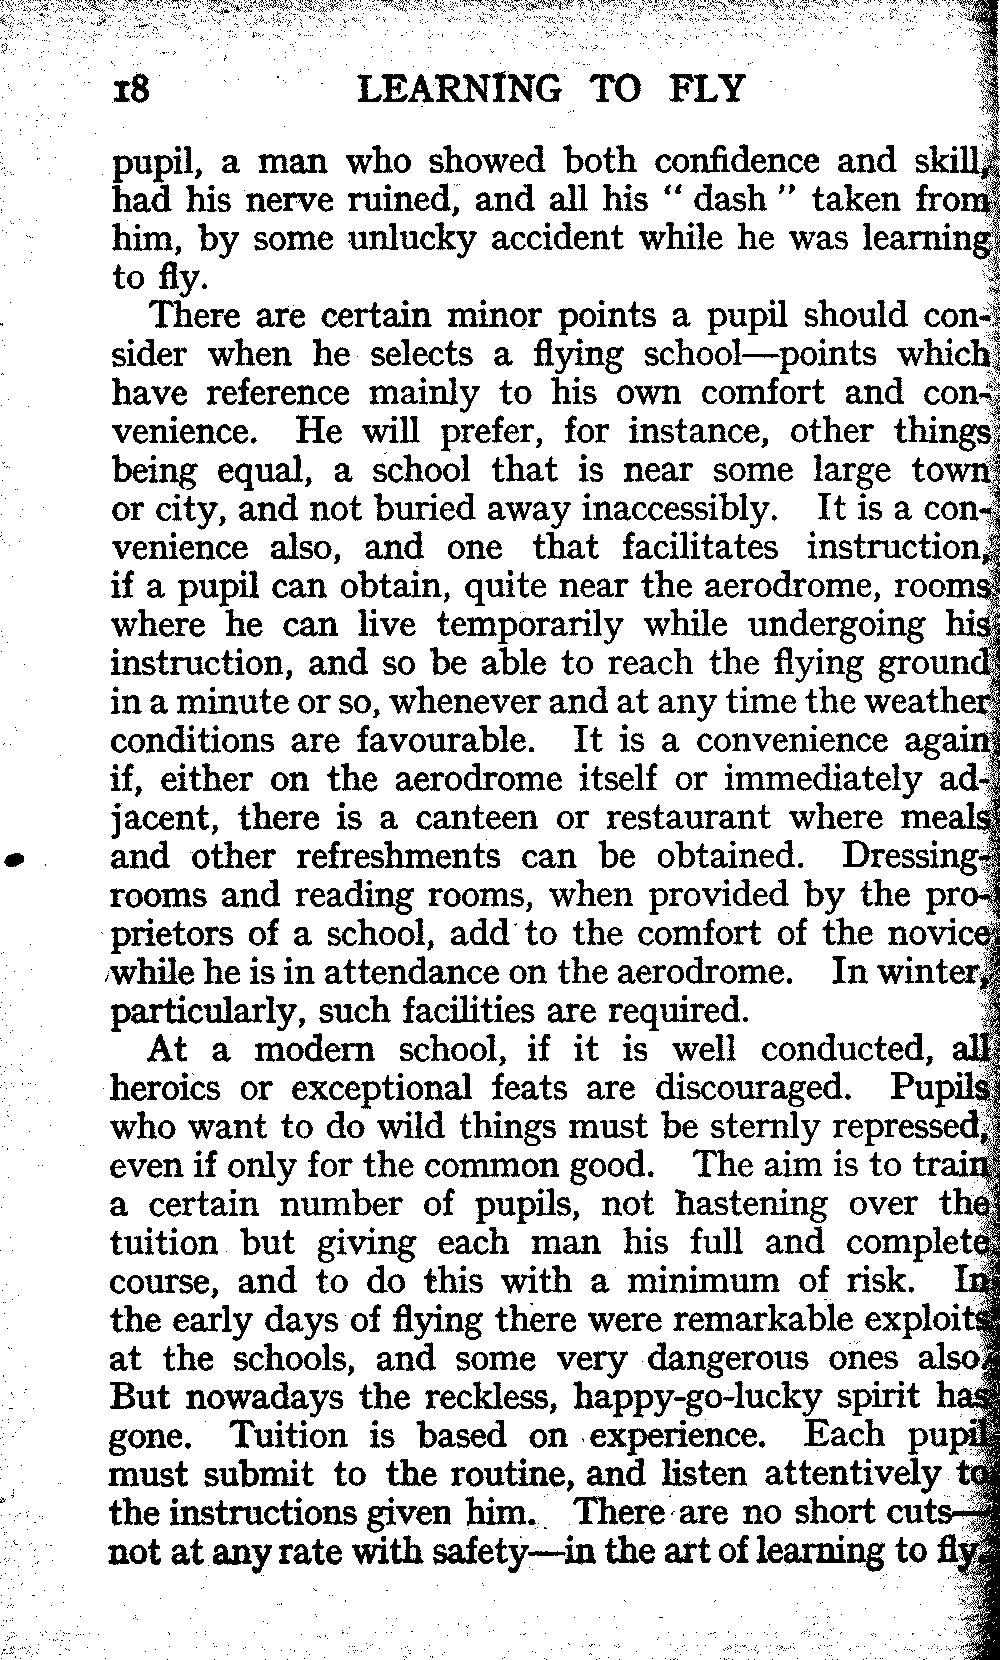 18 LEARNING TO FLY
pupil, a man who showed both confidence and skill,
had his nerve ruined, and all his " dash " taken from
him, by some unlucky accident while he was learning
to fly.
There are certain minor points a pupil should con-
sider when he selects a flying school—points which
have reference mainly to his own comfort and con-
venience. He will prefer, for instance, other things
being equal, a school that is near some large town
or city, and not buried away inaccessibly. It is a con-
venience also, and one that facilitates instruction,
if a pupil can obtain, quite near the aerodrome, rooms
where he can live temporarily while undergoing his
instruction, and so be able to reach the flying ground
in a minute or so, whenever and at any time the weather
conditions are favourable. It is a convenience again
if, either on the aerodrome itself or immediately ad-
jacent, there is a canteen or restaurant where meals
and other refreshments can be obtained. Dressing-
rooms and reading rooms, when provided by the pro-
prietors of a school, add to the comfort of the novice
while he is in attendance on the aerodrome. In winter,
particularly, such facilities are required.
At a modern school, if it is well conducted, all
heroics or exceptional feats are discouraged. Pupils
who want to do wild things must be sternly repressed,
even if only for the common good. The aim is to train
a certain number of pupils, not hastening over the
tuition but giving each man his full and complete
course, and to do this with a minimum of risk. In
the early days of flying there were remarkable exploits
at the schools, and some very dangerous ones also.
But nowadays the reckless, happy-go-lucky spirit has
gone. Tuition is based on experience. Each pupil
must submit to the routine, and listen attentively to
the instructions given him. There are no short cuts—
not at any rate with safety—in the art of learning to fly.